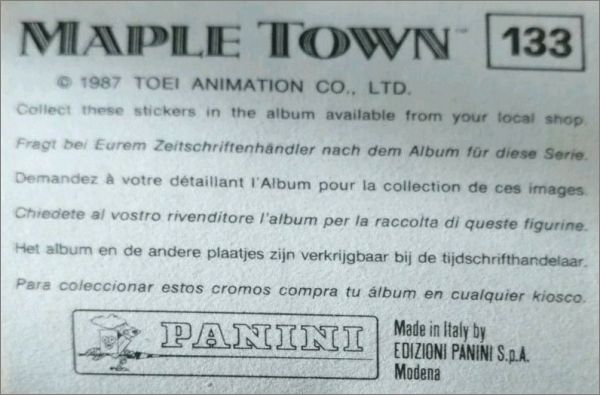 MAPLE TOWN™ 133
© 1987 TOEI ANIMATION CO., LTD.
Collect these stickers in the album available from your local shop.
Fragt bei Eurem Zeitschriftenhändler nach dem Album für diese Serie.
Demandez à votre détaillant l'Album pour la collection de ces images.
Chiedete al vostro rivenditore l'album per la raccolta di queste figurine.
Het album en de andere plaatjes zijn verkrijgbaar bij de tijdschrifthandelaar.
Para coleccionar estos cromos compra tu álbum en cualquier kiosco.
PANINI
Made in Italy by
EDIZIONI PANINI S.p.A.
Modena